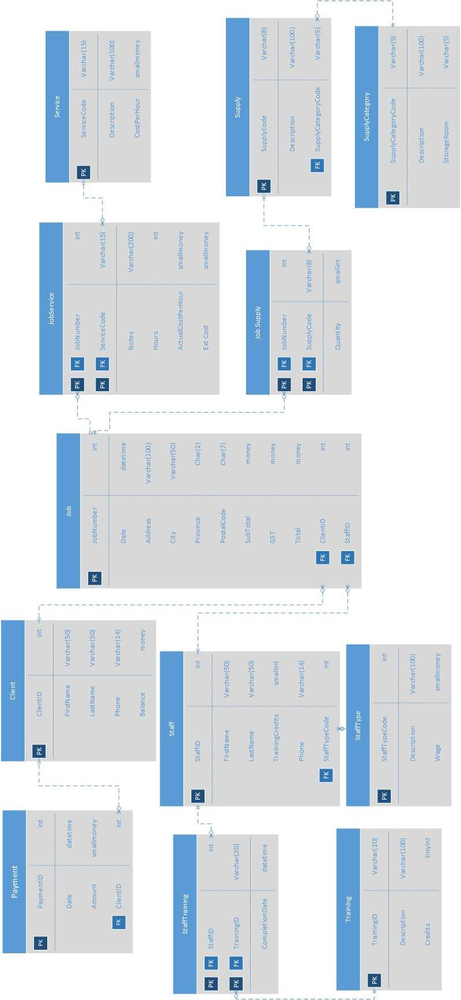 Payment
PK PaymentID int
Date datetime
Amount smallmoney
FK ClientID int
Client
PK ClientID int
FirstName Varchar(50)
LastName Varchar(50)
Phone Varchar(14)
Balance money
StaffTraining
PK FK StaffID int
PK FK TrainingID Varchar(20)
CompletionDate datetime
Training
PK TrainingID Varchar(20)
Description Varchar(100)
Credits tinyint
Staff
PK StaffID int
FirstName Varchar(50)
LastName Varchar(50)
TrainingCredits smallint
Phone Varchar(14)
FK StaffTypeCode int
StaffType
PK StaffTypeCode int
Description Varchar(100)
Wage smallmoney
Job
PK JobNumber int
Date datetime
Address Varchar(100)
City Varchar(50)
Province Char(2)
PostalCode Char(7)
SubTotal money
GST money
Total money
FK ClientID int
FK StaffID int
JobService
PK FK JobNumber int
PK FK ServiceCode Varchar(15)
Notes Varchar(200)
Hours int
ActualCostPerHour smallmoney
Ext Cost smallmoney
Job Supply
PK FK JobNumber int
PK FK SupplyCode Varchar(8)
Quantity smallint
Service
PK ServiceCode Varchar(15)
Description Varchar(100)
CostPerHour smallmoney
Supply
PK SupplyCode Varchar(8)
Description Varchar(100)
FK SupplyCategoryCode Varchar(5)
SupplyCategory
PK SupplyCategoryCode Varchar(5)
Description Varchar(100)
StorageRoom Varchar(5)